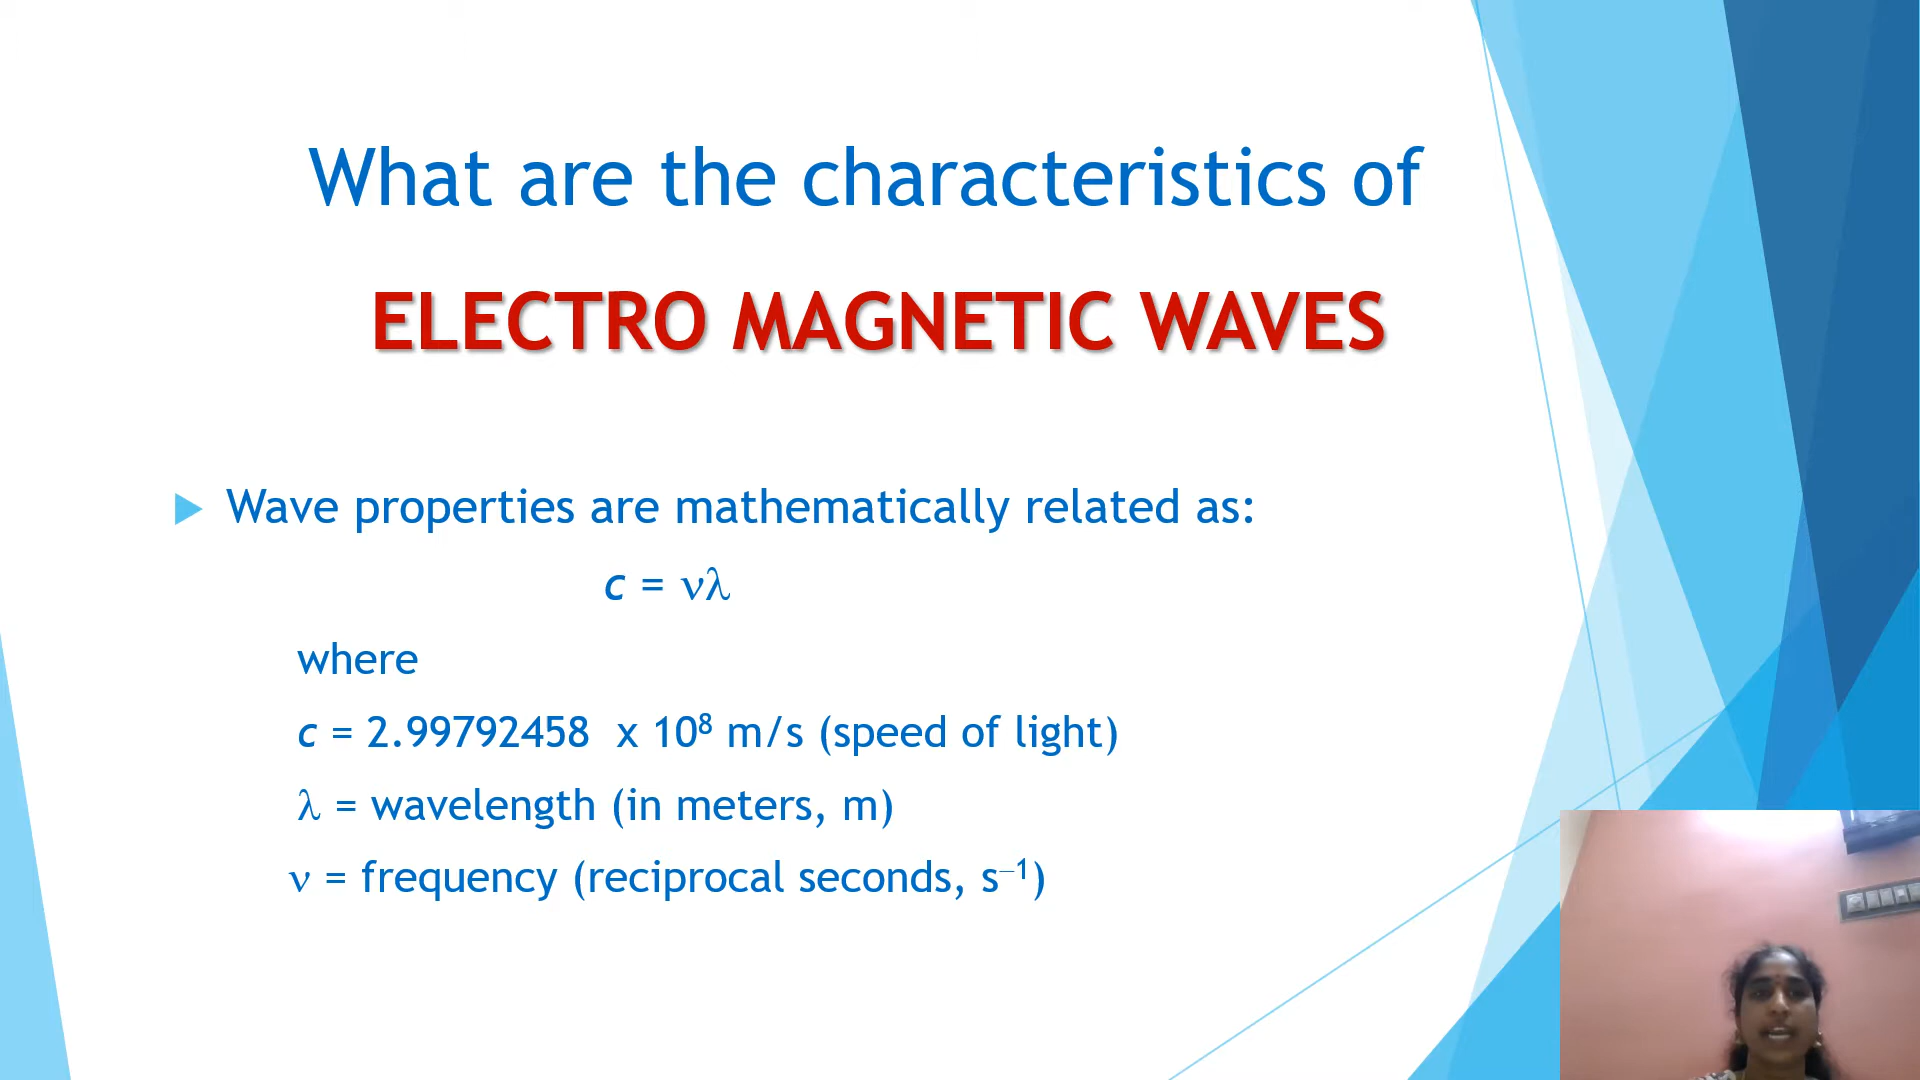 What are the characteristics of
ELECTRO MAGNETIC WAVES
Wave properties are mathematically related as:
c = νλ
where
c = 2.99792458 x 10⁸ m/s (speed of light)
λ = wavelength (in meters, m)
ν = frequency (reciprocal seconds, s⁻¹)